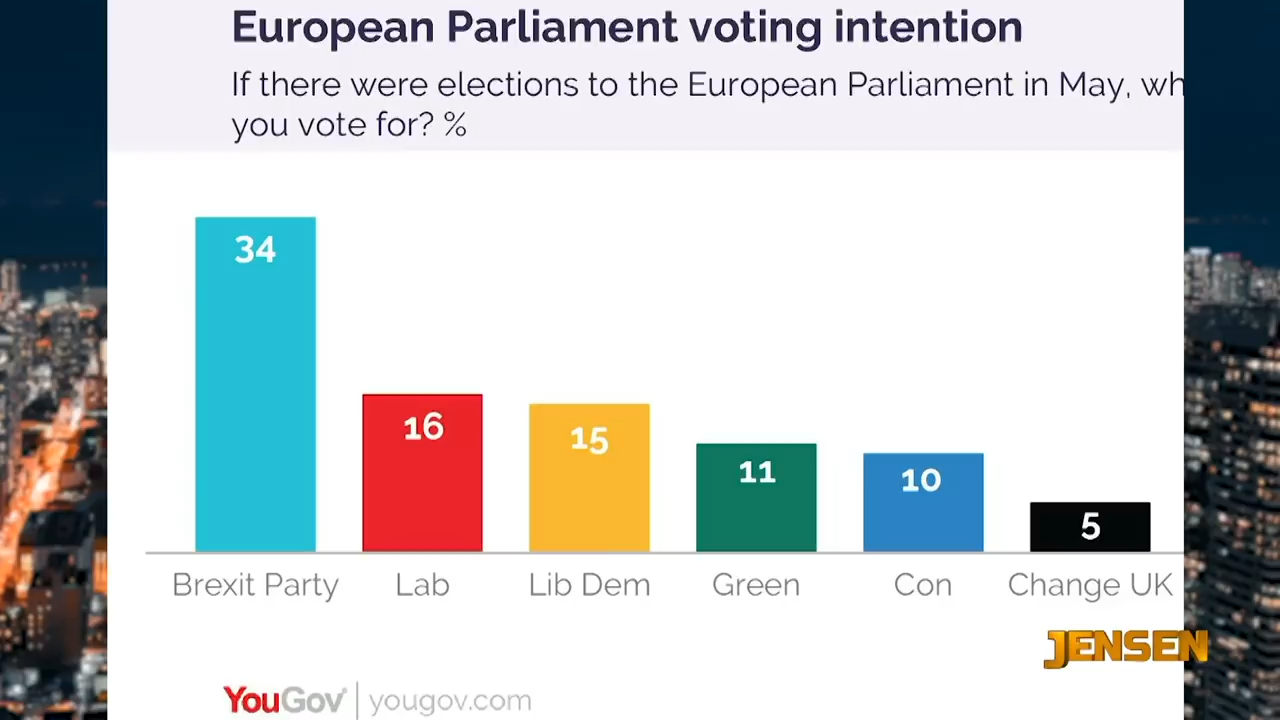 European Parliament voting intention
If there were elections to the European Parliament in May, wh
you vote for? %
34
16
15
11
10
5
Brexit Party Lab Lib Dem Green Con Change UK
JENSEN
YouGov | yougov.com